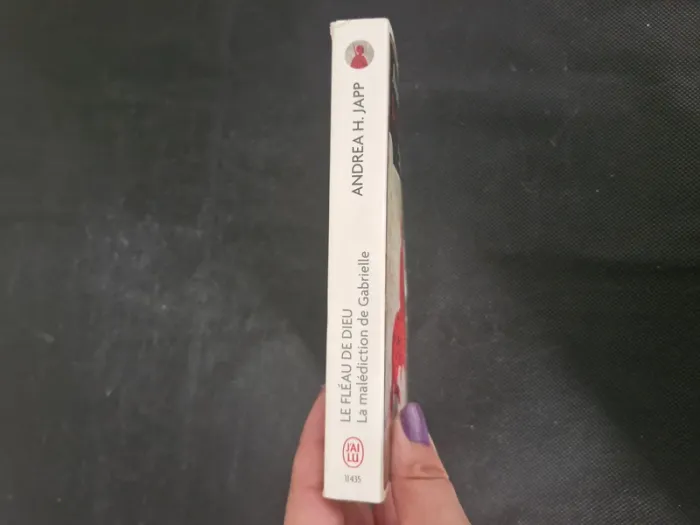 ANDREA H. JAPP
LE FLÉAU DE DIEU
La malédiction de Gabrielle
J'AI
LU
11435